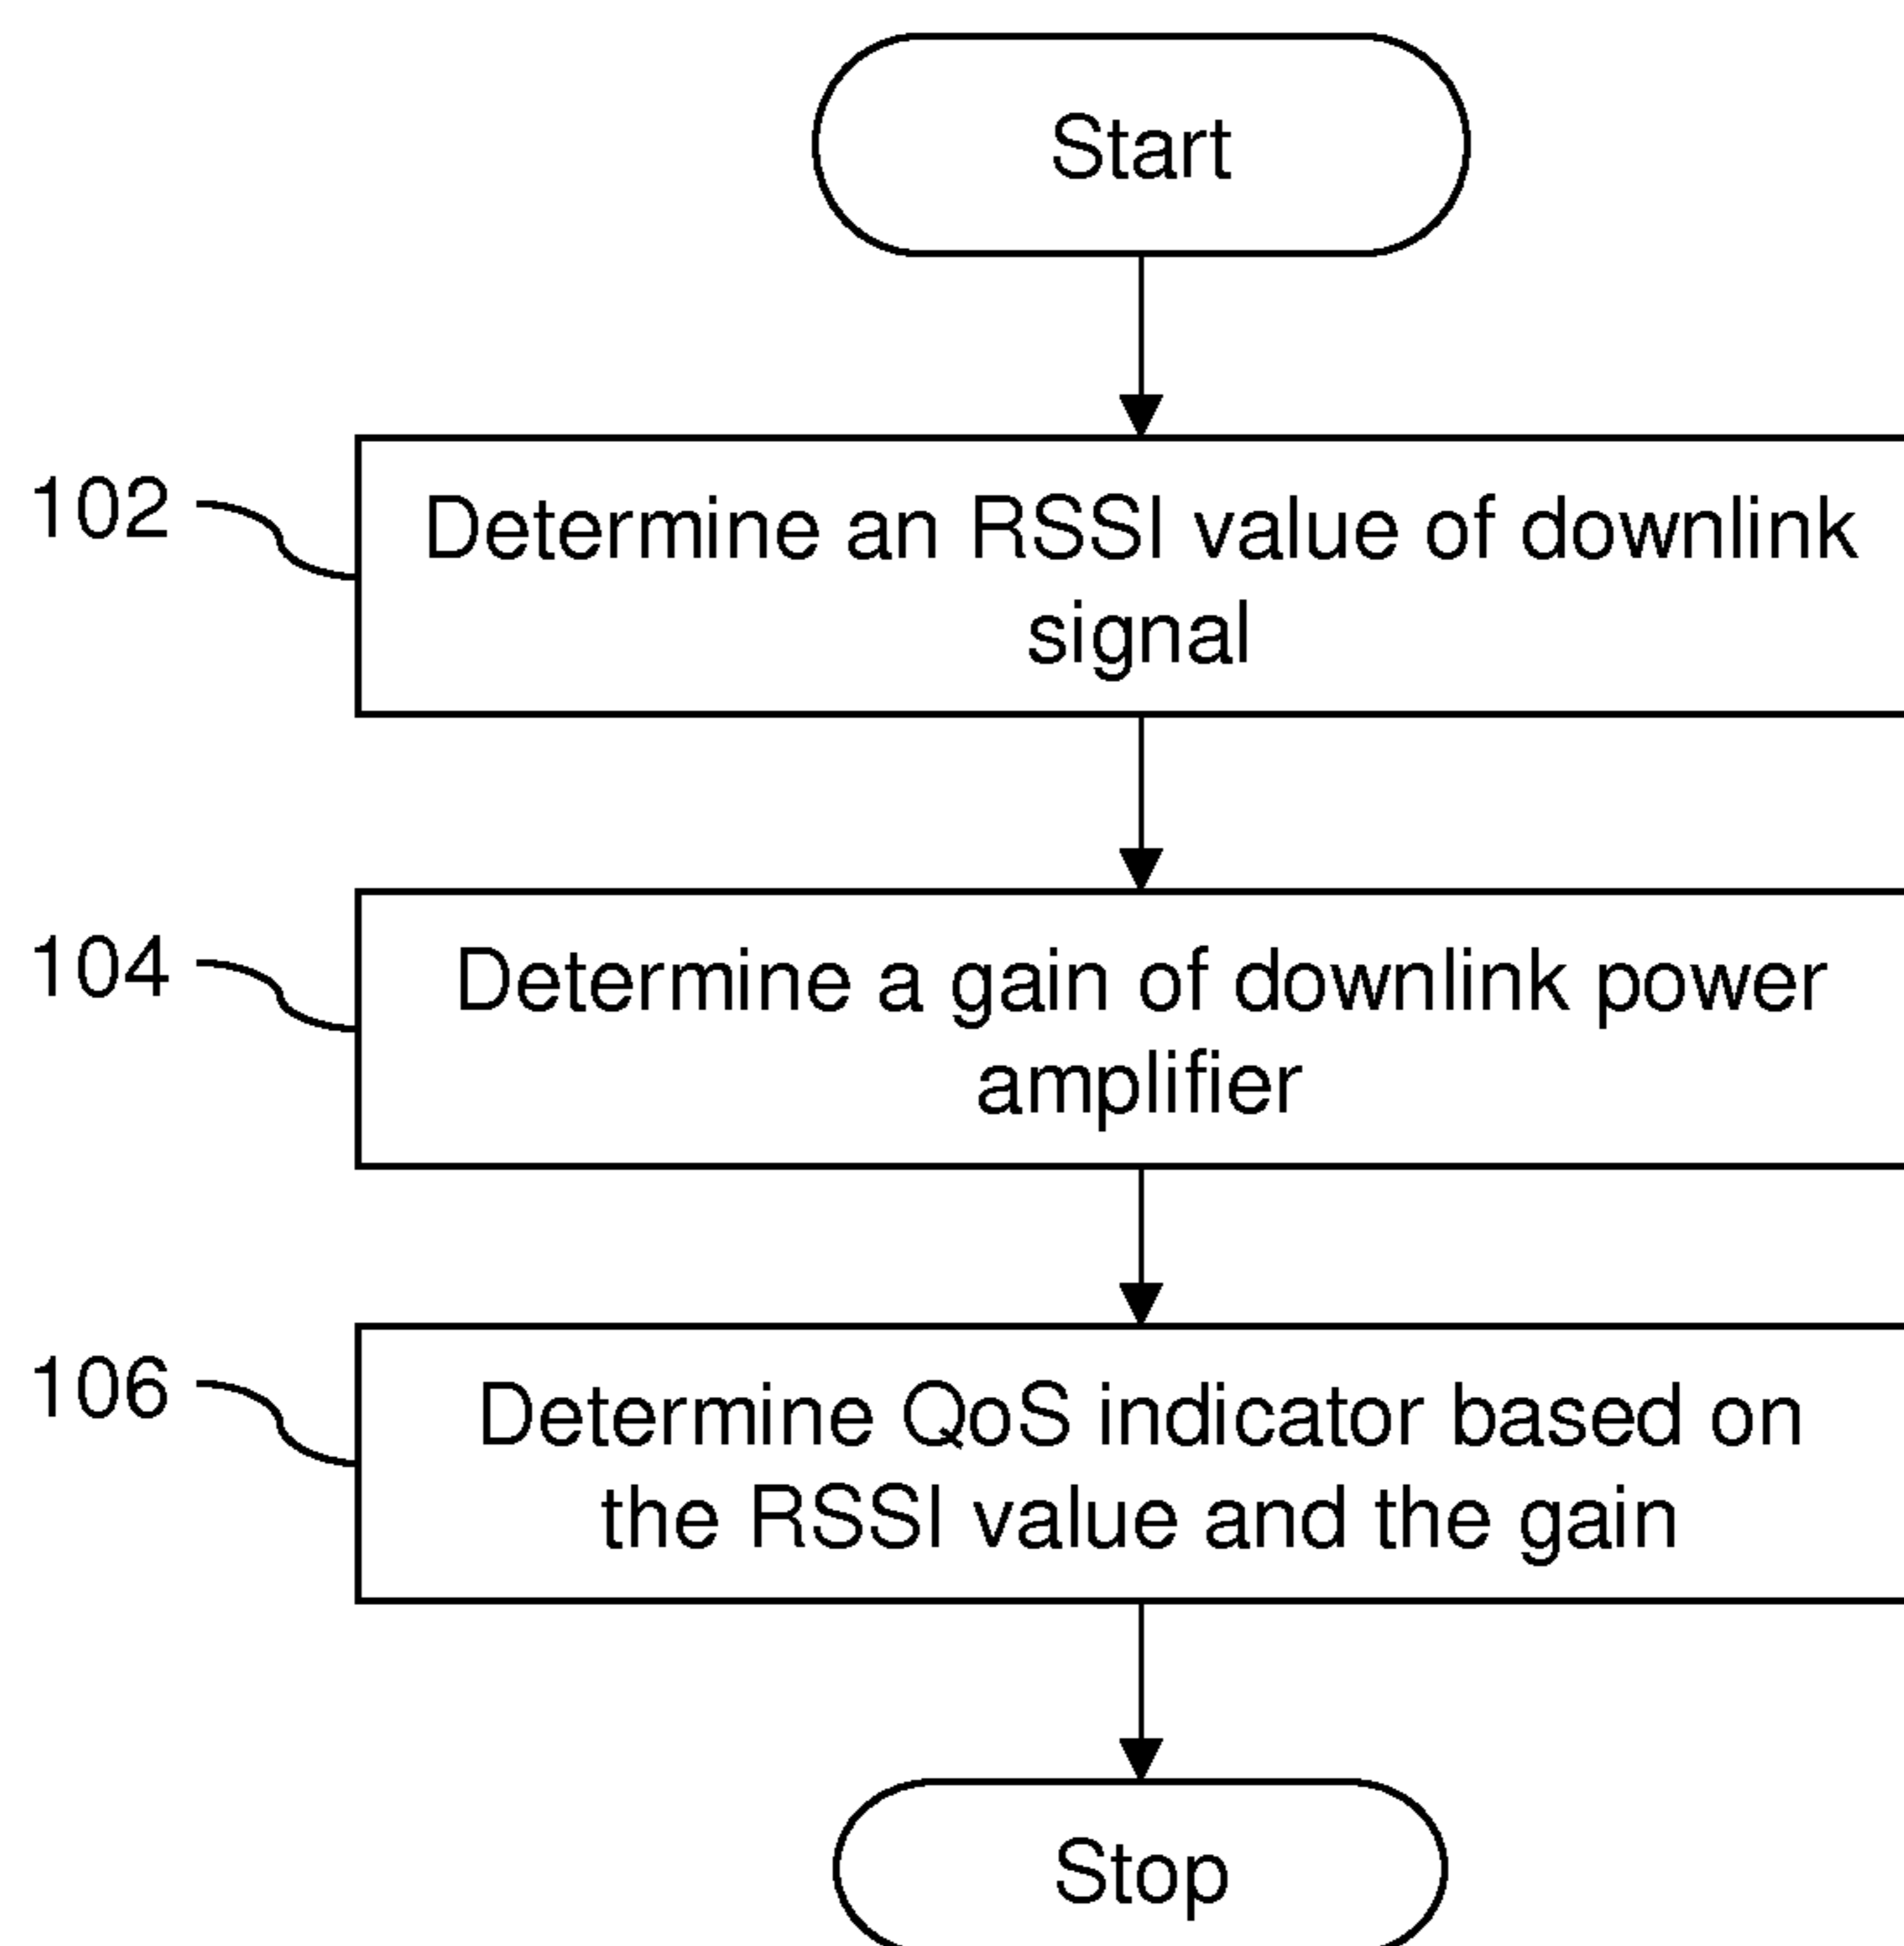 Start
102
Determine an RSSI value of downlink
signal
104
Determine a gain of downlink power
amplifier
106
Determine QoS indicator based on
the RSSI value and the gain
Stop